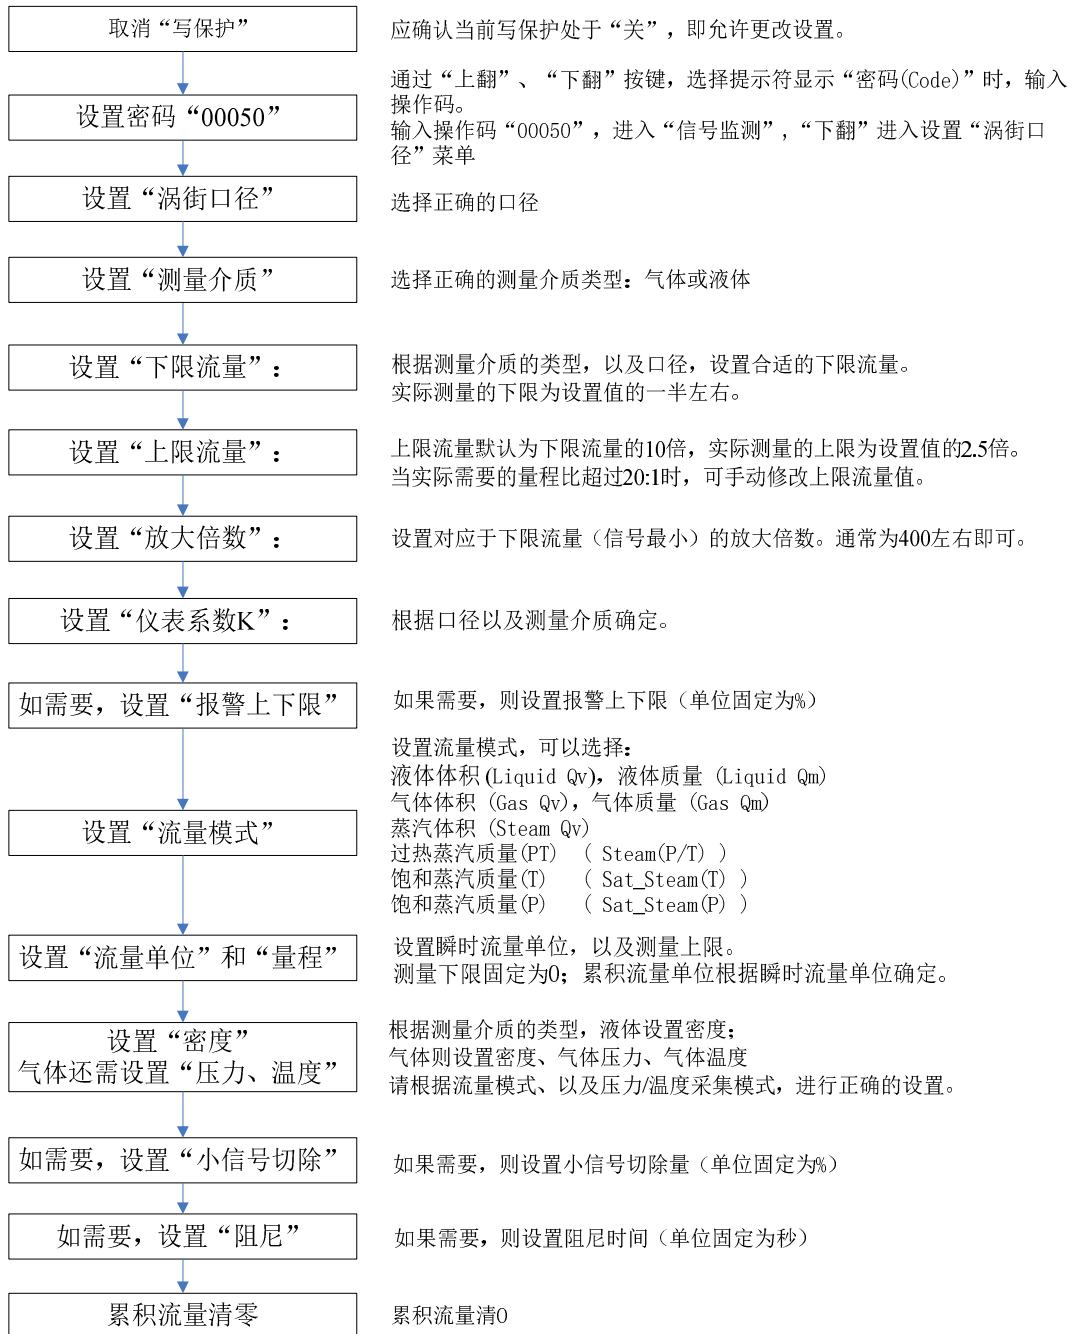 取消“写保护”
应确认当前写保护处于“关”，即允许更改设置。
设置密码“00050”
通过“上翻”、“下翻”按键，选择提示符显示“密码(Code)”时，输入
操作码。
输入操作码“00050”，进入“信号监测”，“下翻”进入设置“涡街口
径”菜单
设置“涡街口径”
选择正确的口径
设置“测量介质”
选择正确的测量介质类型：气体或液体
设置“下限流量”：
根据测量介质的类型，以及口径，设置合适的下限流量。
实际测量的下限为设置值的一半左右。
设置“上限流量”：
上限流量默认为下限流量的10倍，实际测量的上限为设置值的2.5倍。
当实际需要的量程比超过20:1时，可手动修改上限流量值。
设置“放大倍数”：
设置对应于下限流量（信号最小）的放大倍数。通常为400左右即可。
设置“仪表系数K”：
根据口径以及测量介质确定。
如需要，设置“报警上下限”
如果需要，则设置报警上下限（单位固定为%）
设置“流量模式”
设置流量模式，可以选择：
液体体积(Liquid Qv)，液体质量 (Liquid Qm)
气体体积 (Gas Qv)，气体质量 (Gas Qm)
蒸汽体积 (Steam Qv)
过热蒸汽质量(PT) ( Steam(P/T) )
饱和蒸汽质量(T) ( Sat_Steam(T) )
饱和蒸汽质量(P) ( Sat_Steam(P) )
设置“流量单位”和“量程”
设置瞬时流量单位，以及测量上限。
测量下限固定为0；累积流量单位根据瞬时流量单位确定。
设置“密度”
气体还需设置“压力、温度”
根据测量介质的类型，液体设置密度；
气体则设置密度、气体压力、气体温度
请根据流量模式、以及压力/温度采集模式，进行正确的设置。
如需要，设置“小信号切除”
如果需要，则设置小信号切除量（单位固定为%）
如需要，设置“阻尼”
如果需要，则设置阻尼时间（单位固定为秒）
累积流量清零
累积流量清0